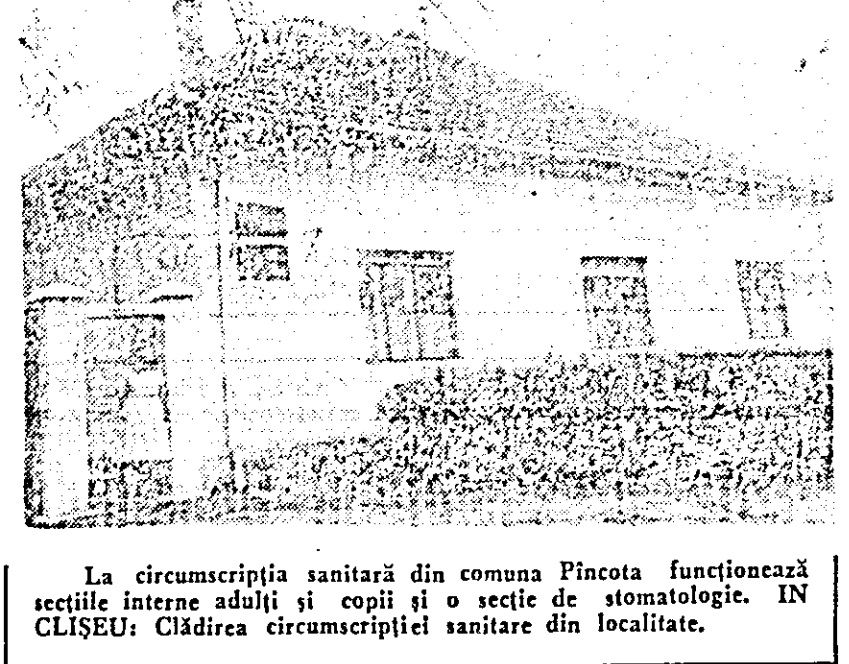 La circumscripția sanitară din comuna Pîncota funcționează
secțiile interne adulți și copii și o secție de stomatologie. IN
CLIȘEU: Clădirea circumscripției sanitare din localitate.